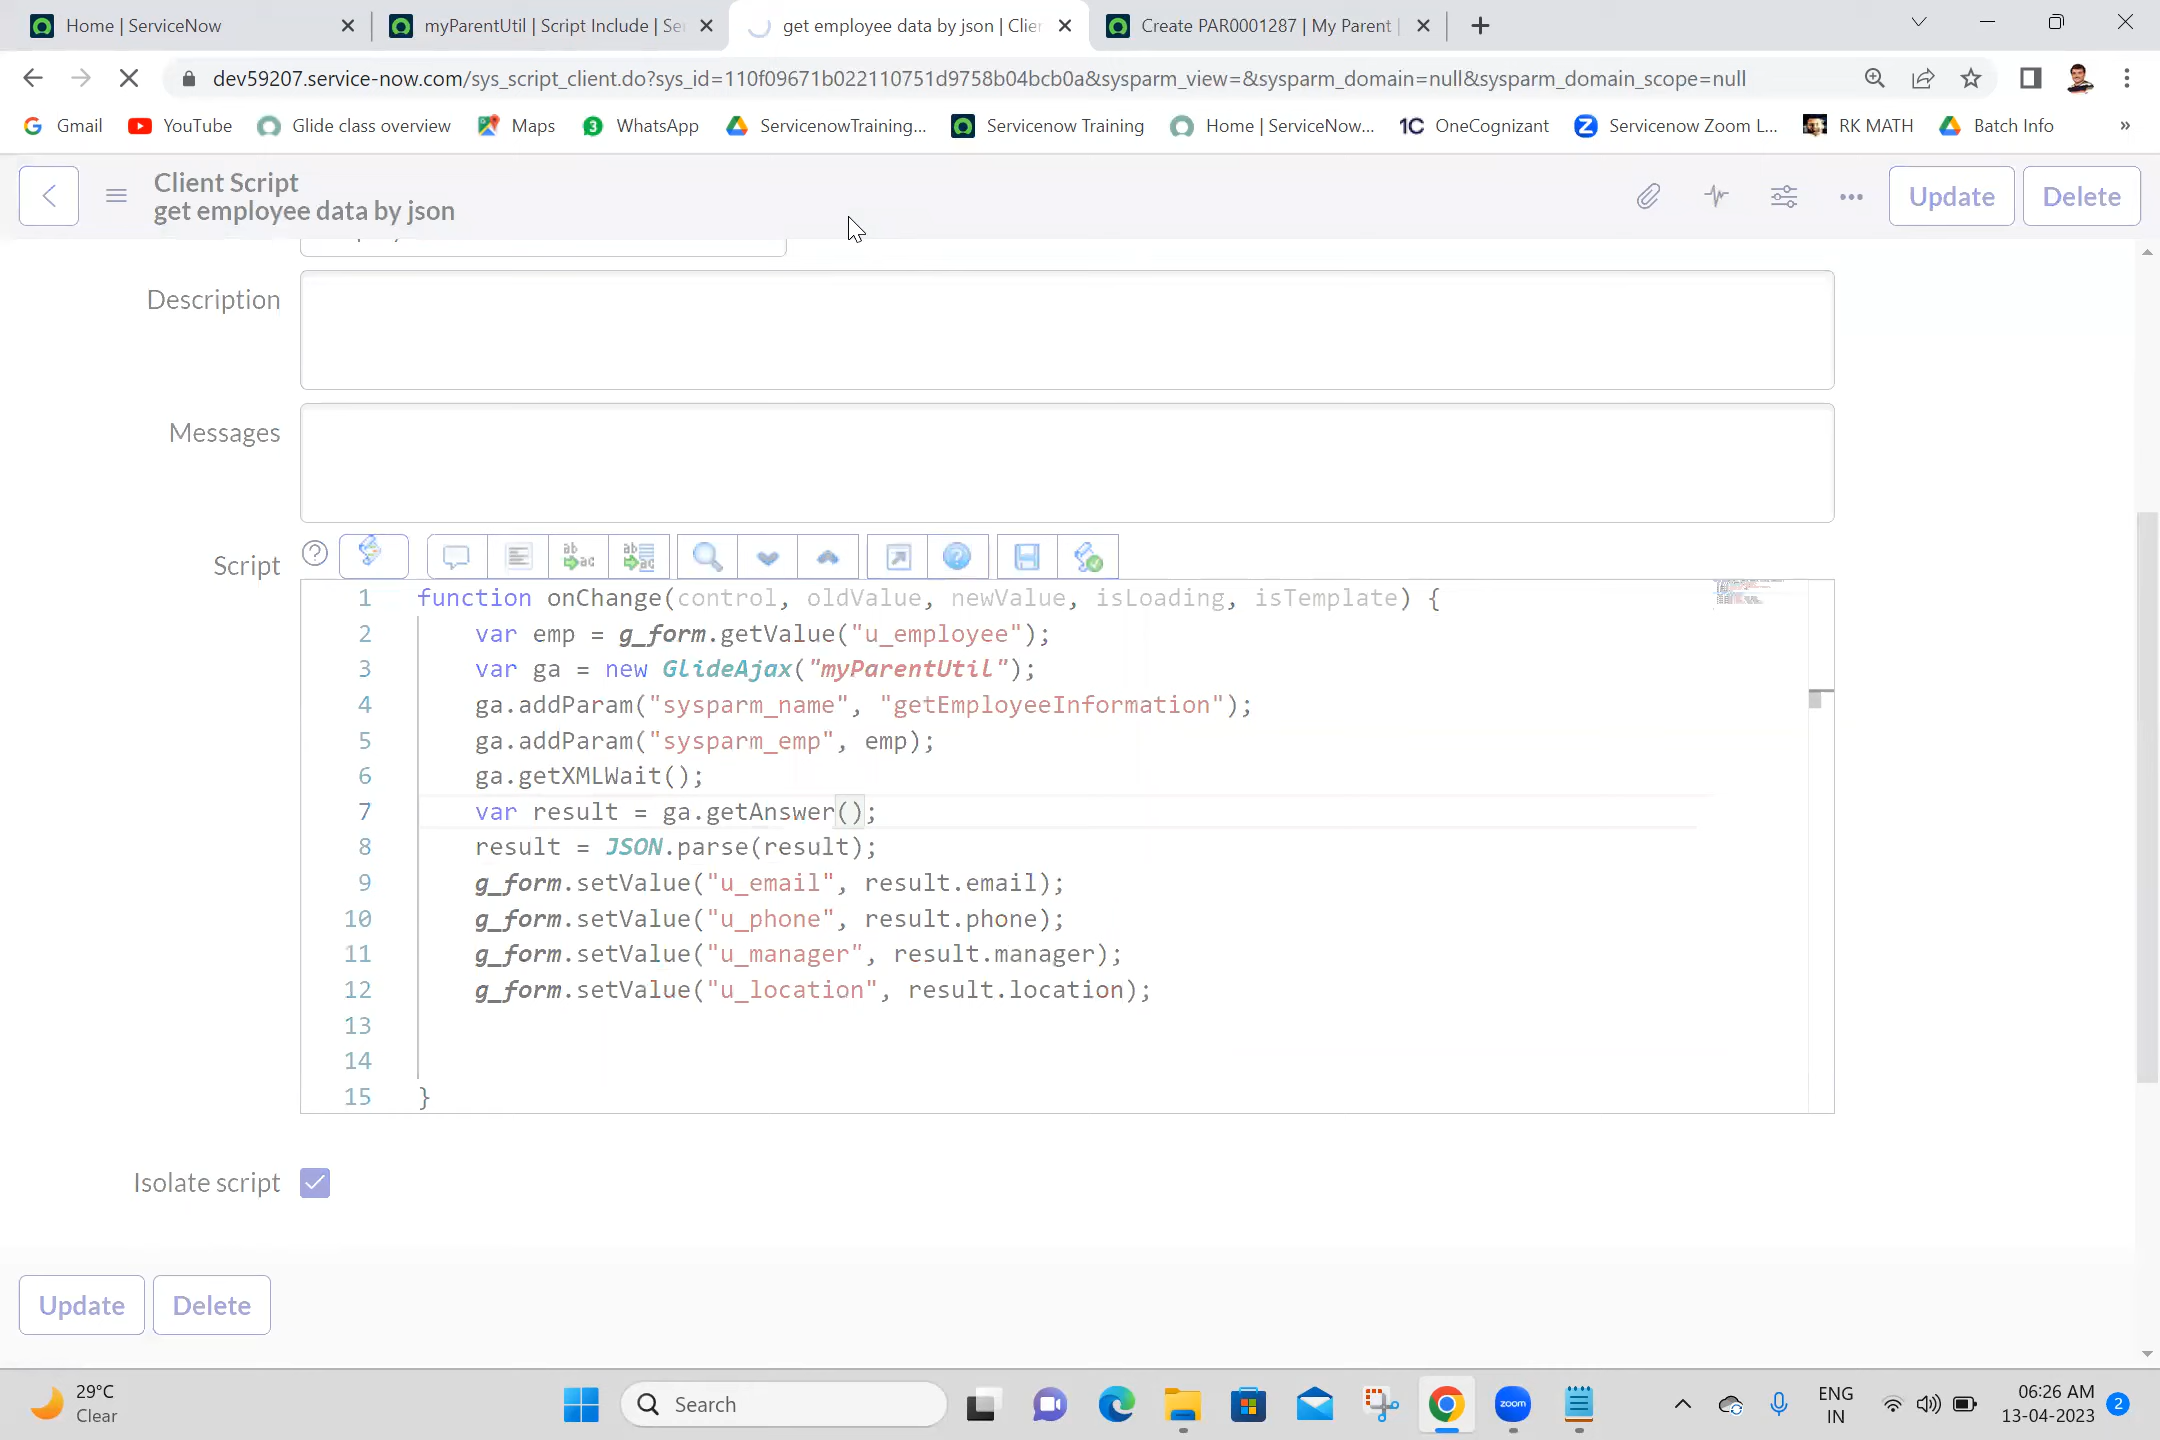 Home | ServiceNow
myParentUtil | Script Include | Se
get employee data by json | Clie
Create PAR0001287 | My Parent |
dev59207.service-now.com/sys_script_client.do?sys_id=110f09671b022110751d9758b04bcb0a&sysparm_view=&sysparm_domain=null&sysparm_domain_scope=null
Gmail
YouTube
Glide class overview
Maps
3
WhatsApp
ServicenowTraining...
Servicenow Training
Home | ServiceNow...
1C OneCognizant
Z Servicenow Zoom L...
RK MATH
Batch Info
»
Client Script
get employee data by json
Update
Delete
Description
Messages
Script
1 function onChange(control, oldValue, newValue, isLoading, isTemplate) {
2 var emp = g_form.getValue("u_employee");
3 var ga = new GlideAjax("myParentUtil");
4 ga.addParam("sysparm_name", "getEmployeeInformation");
5 ga.addParam("sysparm_emp", emp);
6 ga.getXMLWait();
7 var result = ga.getAnswer();
8 result = JSON.parse(result);
9 g_form.setValue("u_email", result.email);
10 g_form.setValue("u_phone", result.phone);
11 g_form.setValue("u_manager", result.manager);
12 g_form.setValue("u_location", result.location);
13
14
15 }
Isolate script
Update
Delete
29°C
Clear
Search
zoom
ENG
IN
06:26 AM
13-04-2023
2